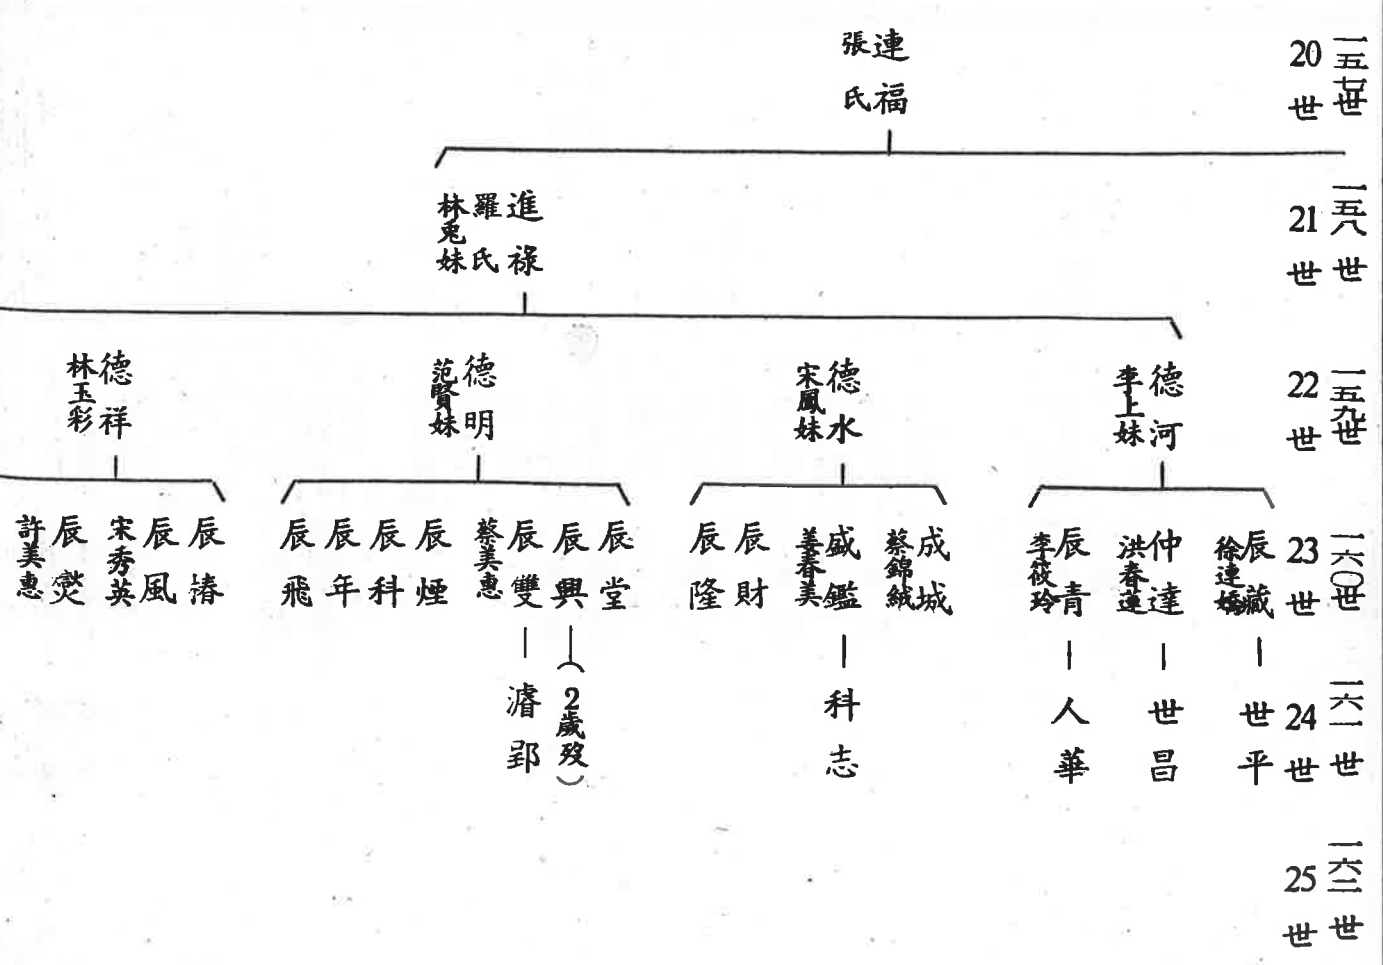 一五七世
20世
連福
張氏
一五八世
21世
進祿
羅氏
林兎妹
一五九世
22世
德河
李上妹
德水
宋鳳妹
德明
范賢妹
德祥
林玉彩
一六〇世
23世
辰藏
徐連嬌
仲達
洪春蓮
辰青
李筱玲
成城
蔡錦絨
盛鑑
姜春美
辰財
辰隆
辰堂
辰興
辰雙
蔡美惠
辰煙
辰科
辰年
辰飛
辰椿
辰風
宋秀英
辰
許美惠
一六一世
24世
世平
世昌
人華
科志
（2歲歿）
濬郢
一六二世
25世